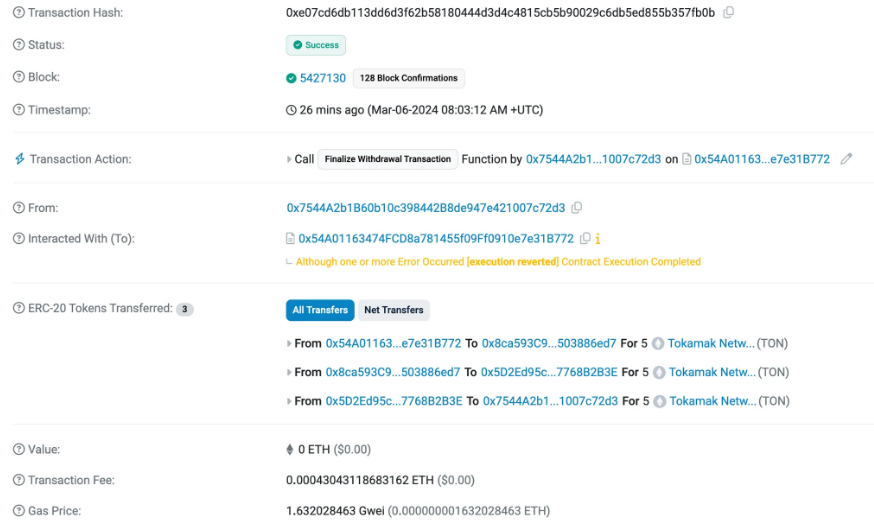 Transaction Hash: 0xe07cd6db113dd6d3f62b58180444d3d4c4815cb5b90029c6db5ed855b357fb0b
Status: Success
Block: 5427130 128 Block Confirmations
Timestamp: 26 mins ago (Mar-06-2024 08:03:12 AM +UTC)
Transaction Action: Call Finalize Withdrawal Transaction Function by 0x7544A2b1...1007c72d3 on 0x54A01163...e7e31B772
From: 0x7544A2b1B60b10c398442B8de947e421007c72d3
Interacted With (To): 0x54A01163474FCD8a781455f09Ff0910e7e31B772
Although one or more Error Occurred [execution reverted] Contract Execution Completed
ERC-20 Tokens Transferred: 3 All Transfers Net Transfers
From 0x54A01163...e7e31B772 To 0x8ca593C9...503886ed7 For 5 Tokamak Netw... (TON)
From 0x8ca593C9...503886ed7 To 0x5D2Ed95c...7768B2B3E For 5 Tokamak Netw... (TON)
From 0x5D2Ed95c...7768B2B3E To 0x7544A2b1...1007c72d3 For 5 Tokamak Netw... (TON)
Value: 0 ETH ($0.00)
Transaction Fee: 0.00043043118683162 ETH ($0.00)
Gas Price: 1.632028463 Gwei (0.000000001632028463 ETH)